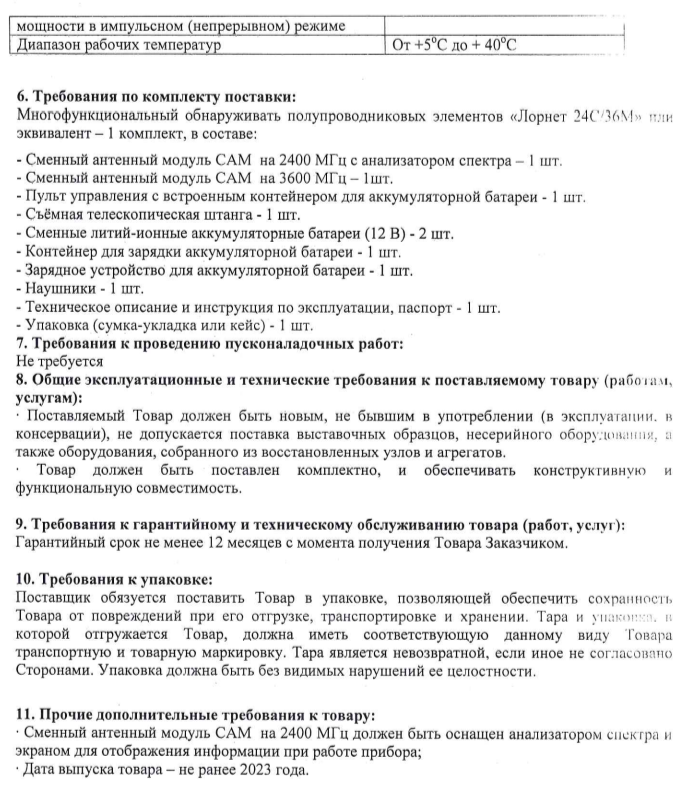 мощности в импульсном (непрерывном) режиме
Диапазон рабочих температур От +5⁰С до + 40⁰С
6. Требования по комплекту поставки:
Многофункциональный обнаруживать полупроводниковых элементов «Лорнет 24С/36М» или
эквивалент – 1 комплект, в составе:
- Сменный антенный модуль САМ на 2400 МГц с анализатором спектра – 1 шт.
- Сменный антенный модуль САМ на 3600 МГц – 1шт.
- Пульт управления с встроенным контейнером для аккумуляторной батареи - 1 шт.
- Съёмная телескопическая штанга - 1 шт.
- Сменные литий-ионные аккумуляторные батареи (12 В) - 2 шт.
- Контейнер для зарядки аккумуляторной батареи - 1 шт.
- Зарядное устройство для аккумуляторной батареи - 1 шт.
- Наушники - 1 шт.
- Техническое описание и инструкция по эксплуатации, паспорт - 1 шт.
- Упаковка (сумка-укладка или кейс) - 1 шт.
7. Требования к проведению пусконаладочных работ:
Не требуется
8. Общие эксплуатационные и технические требования к поставляемому товару (работам,
услугам):
· Поставляемый Товар должен быть новым, не бывшим в употреблении (в эксплуатации, в
консервации), не допускается поставка выставочных образцов, несерийного оборудования, а
также оборудования, собранного из восстановленных узлов и агрегатов.
· Товар должен быть поставлен комплектно, и обеспечивать конструктивную и
функциональную совместимость.
9. Требования к гарантийному и техническому обслуживанию товара (работ, услуг):
Гарантийный срок не менее 12 месяцев с момента получения Товара Заказчиком.
10. Требования к упаковке:
Поставщик обязуется поставить Товар в упаковке, позволяющей обеспечить сохранность
Товара от повреждений при его отгрузке, транспортировке и хранении. Тара и упаковка, в
которой отгружается Товар, должна иметь соответствующую данному виду Товара
транспортную и товарную маркировку. Тара является невозвратной, если иное не согласовано
Сторонами. Упаковка должна быть без видимых нарушений ее целостности.
11. Прочие дополнительные требования к товару:
· Сменный антенный модуль САМ на 2400 МГц должен быть оснащен анализатором спектра и
экраном для отображения информации при работе прибора;
· Дата выпуска товара – не ранее 2023 года.